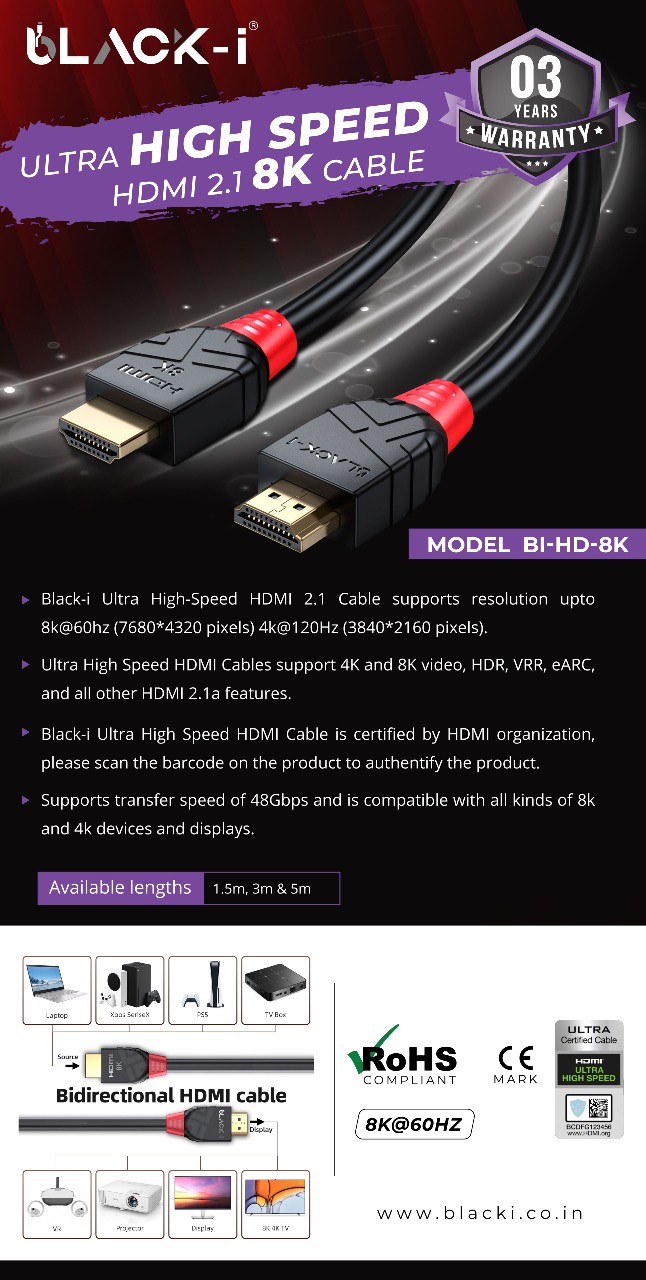 bLACK-i®
03
YEARS
WARRANTY
ULTRA HIGH SPEED
HDMI 2.1 8K CABLE
HDMI
8K
BLACK-i
MODEL BI-HD-8K
Black-i Ultra High-Speed HDMI 2.1 Cable supports resolution upto
8k@60hz (7680*4320 pixels) 4k@120Hz (3840*2160 pixels).
Ultra High Speed HDMI Cables support 4K and 8K video, HDR, VRR, eARC,
and all other HDMI 2.1a features.
Black-i Ultra High Speed HDMI Cable is certified by HDMI organization,
please scan the barcode on the product to authentify the product.
Supports transfer speed of 48Gbps and is compatible with all kinds of 8k
and 4k devices and displays.
Available lengths 1.5m, 3m & 5m
Laptop
Xbos SeriseX
PS5
TV Box
Source
HDMI
8K
Bidirectional HDMI cable
BLACK-i
Display
VR
Projector
Display
8K 4K TV
RoHS
COMPLIANT
CE
MARK
8K@60HZ
ULTRA
Certified Cable
HDMI
ULTRA
HIGH SPEED
BCDFG123456
www.HDMI.org
www.blacki.co.in